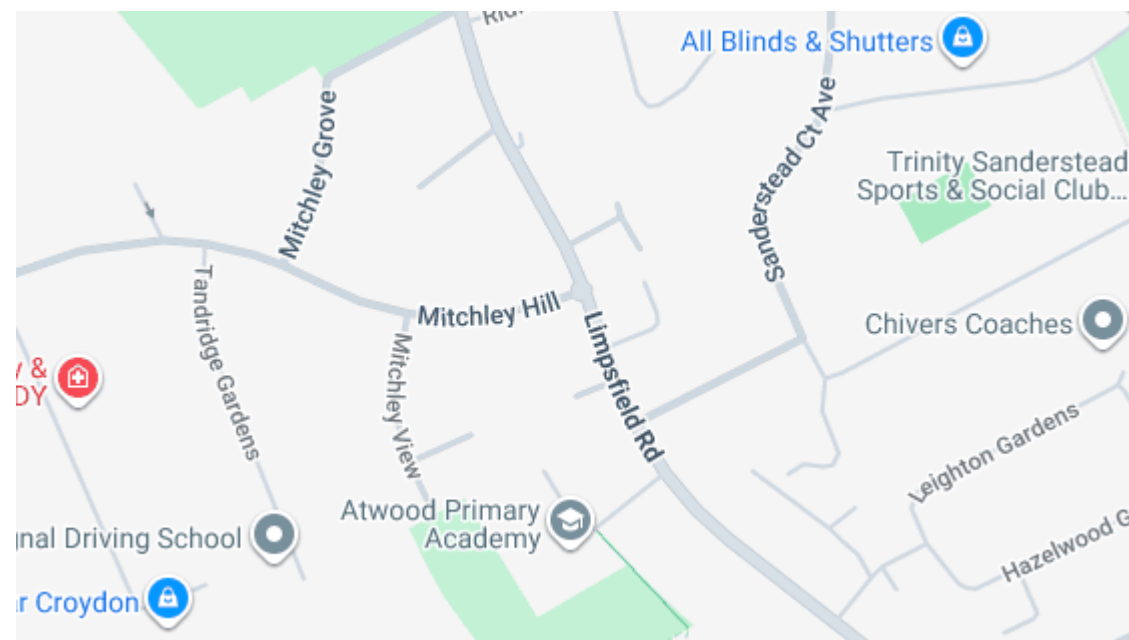 All Blinds & Shutters
Mitchley Grove
Sanderstead Ct Ave
Trinity Sanderstead
Sports & Social Club...
Tandridge Gardens
Mitchley Hill
Limpsfield Rd
Chivers Coaches
Mitchley View
&
Leighton Gardens
Atwood Primary
Academy
Driving School
Hazelwood
Croydon